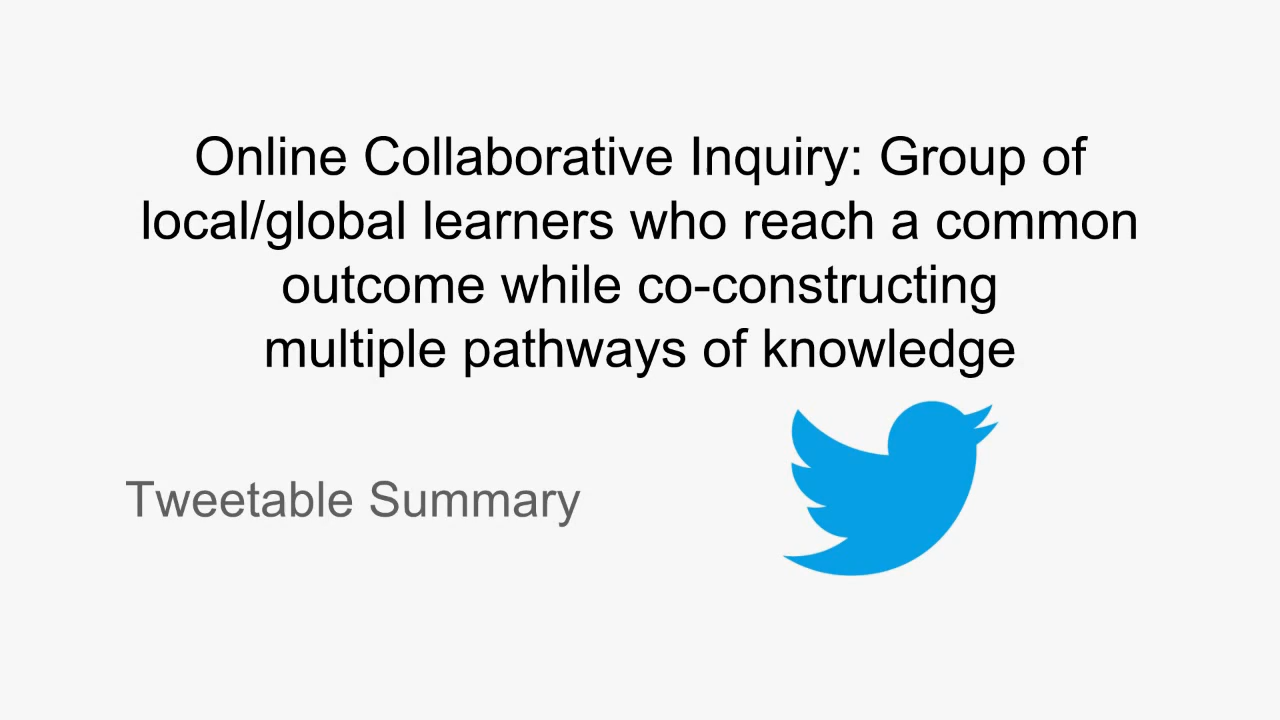 Online Collaborative Inquiry: Group of
local/global learners who reach a common
outcome while co-constructing
multiple pathways of knowledge
Tweetable Summary